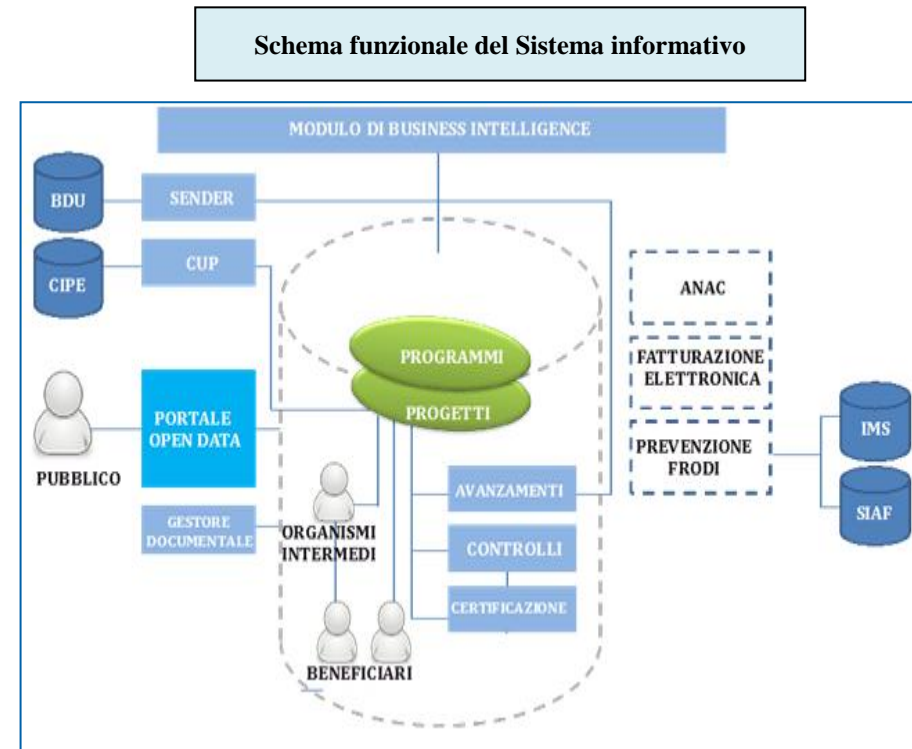 Schema funzionale del Sistema informativo
MODULO DI BUSINESS INTELLIGENCE
BDU
SENDER
CIPE
CUP
ANAC
PROGRAMMI
FATTURAZIONE
ELETTRONICA
PROGETTI
PORTALE
OPEN DATA
PUBBLICO
PREVENZIONE
FRODI
IMS
SIAF
AVANZAMENTI
GESTORE
DOCUMENTALE
ORGANISMI
INTERMEDI
CONTROLLI
CERTIFICAZIONE
BENEFICIARI